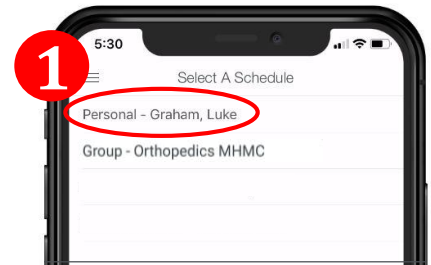 1
5:30
Select A Schedule
Personal - Graham, Luke
Group - Orthopedics MHMC